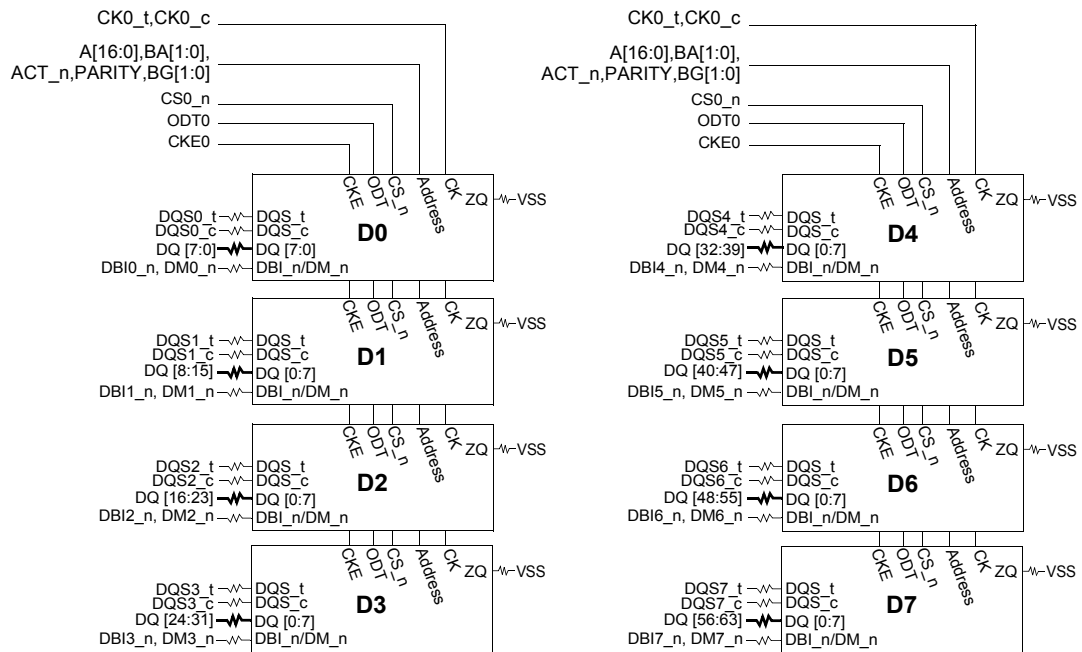 CK0_t,CK0_c
A[16:0],BA[1:0],
ACT_n,PARITY,BG[1:0]
CS0_n
ODT0
CKE0
CKE ODT CS_n Address CK ZQ VSS
DQS0_t DQS_t
DQS0_c DQS_c
D0
DQ [7:0] DQ [7:0]
DBI0_n, DM0_n DBI_n/DM_n
CKE ODT CS_n Address CK ZQ VSS
DQS1_t DQS_t
DQS1_c DQS_c
D1
DQ [8:15] DQ [0:7]
DBI1_n, DM1_n DBI_n/DM_n
CKE ODT CS_n Address CK ZQ VSS
DQS2_t DQS_t
DQS2_c DQS_c
D2
DQ [16:23] DQ [0:7]
DBI2_n, DM2_n DBI_n/DM_n
CKE ODT CS_n Address CK ZQ VSS
DQS3_t DQS_t
DQS3_c DQS_c
D3
DQ [24:31] DQ [0:7]
DBI3_n, DM3_n DBI_n/DM_n
CK0_t,CK0_c
A[16:0],BA[1:0],
ACT_n,PARITY,BG[1:0]
CS0_n
ODT0
CKE0
CKE ODT CS_n Address CK ZQ VSS
DQS4_t DQS_t
DQS4_c DQS_c
D4
DQ [32:39] DQ [0:7]
DBI4_n, DM4_n DBI_n/DM_n
CKE ODT CS_n Address CK ZQ VSS
DQS5_t DQS_t
DQS5_c DQS_c
D5
DQ [40:47] DQ [0:7]
DBI5_n, DM5_n DBI_n/DM_n
CKE ODT CS_n Address CK ZQ VSS
DQS6_t DQS_t
DQS6_c DQS_c
D6
DQ [48:55] DQ [0:7]
DBI6_n, DM6_n DBI_n/DM_n
CKE ODT CS_n Address CK ZQ VSS
DQS7_t DQS_t
DQS7_c DQS_c
D7
DQ [56:63] DQ [0:7]
DBI7_n, DM7_n DBI_n/DM_n